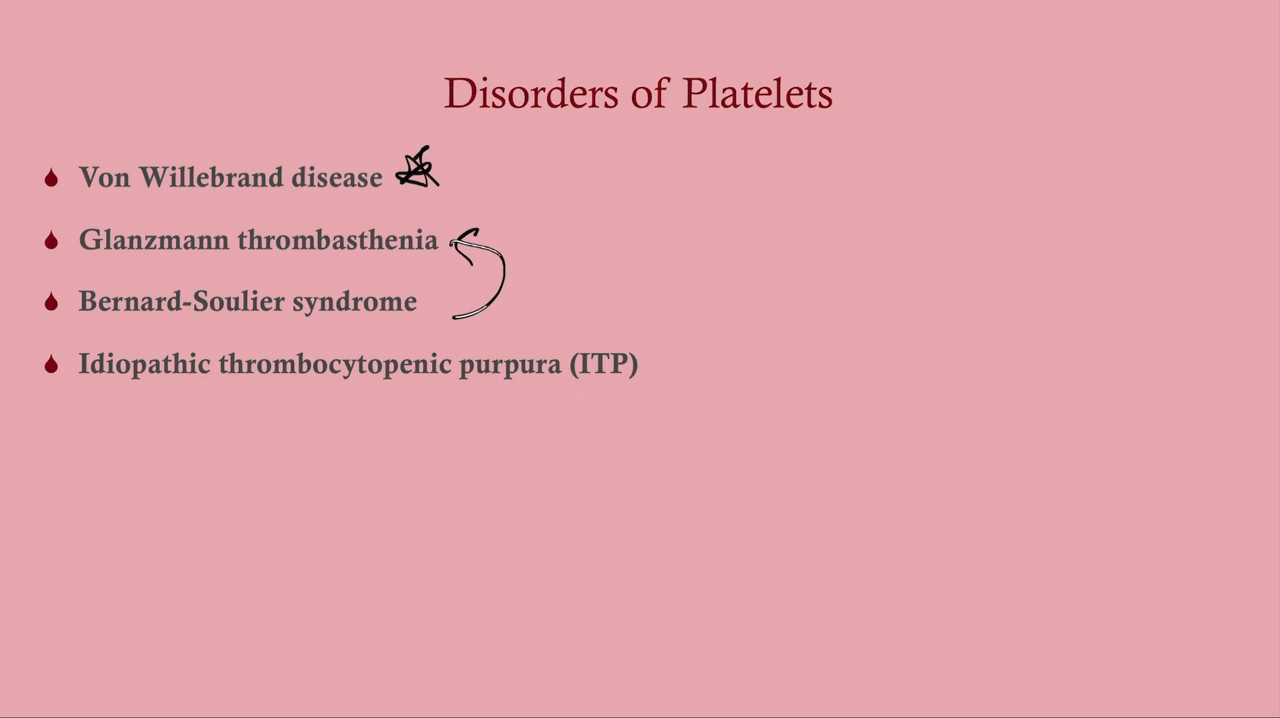 Disorders of Platelets
Von Willebrand disease
Glanzmann thrombasthenia
Bernard-Soulier syndrome
Idiopathic thrombocytopenic purpura (ITP)